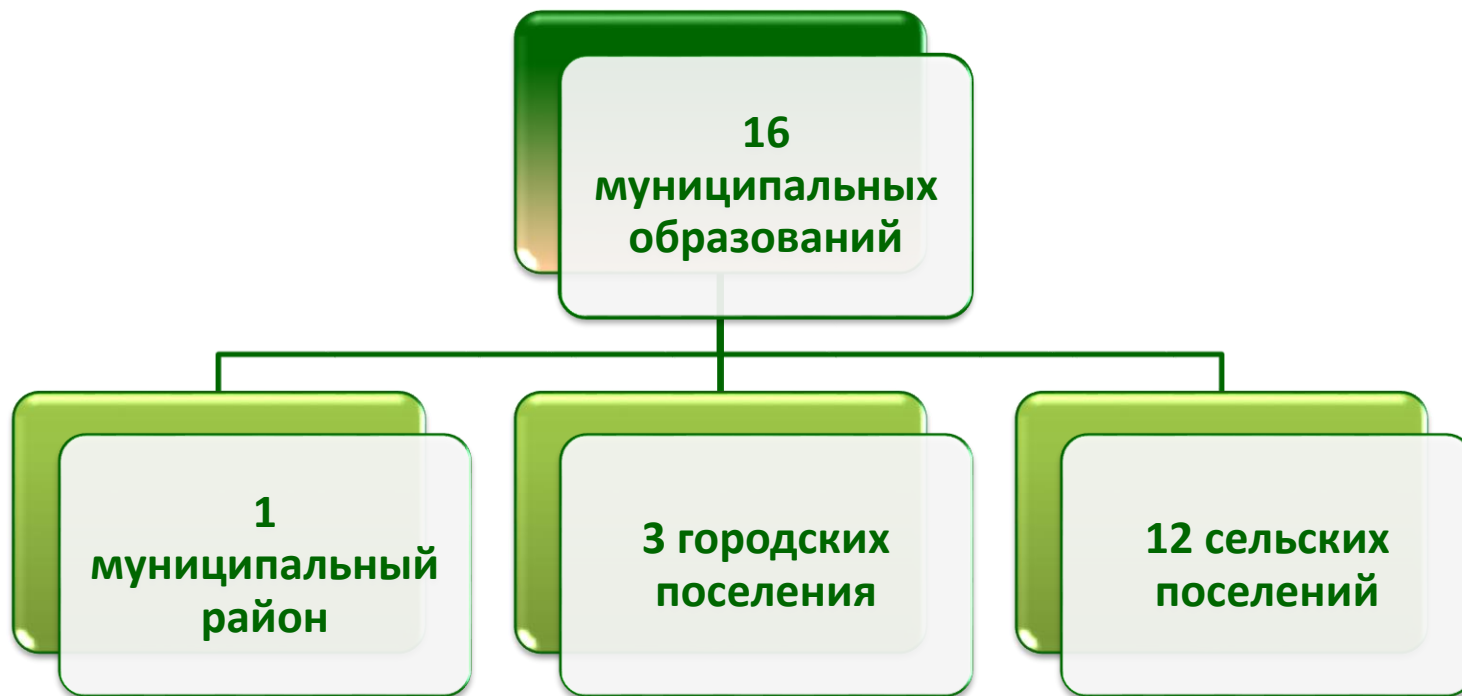 16
муниципальных
образований
1
муниципальный
район
3 городских
поселения
12 сельских
поселений